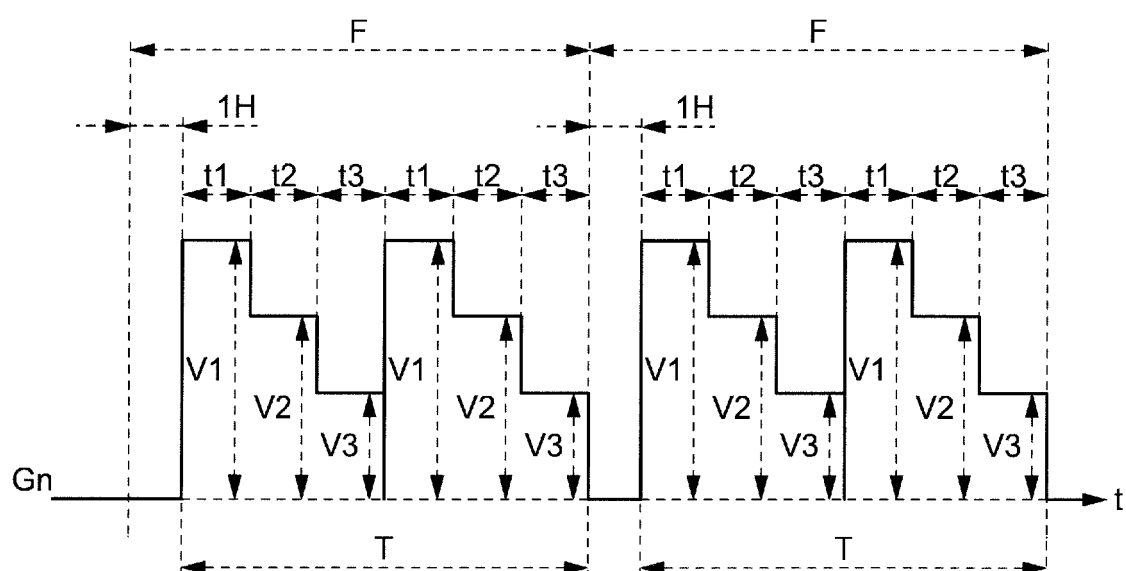 F F
1H 1H
t1 t2 t3 t1 t2 t3 t1 t2 t3 t1 t2 t3
V1 V1 V1 V1
V2 V2 V2 V2
V3 V3 V3 V3
Gn t
T T